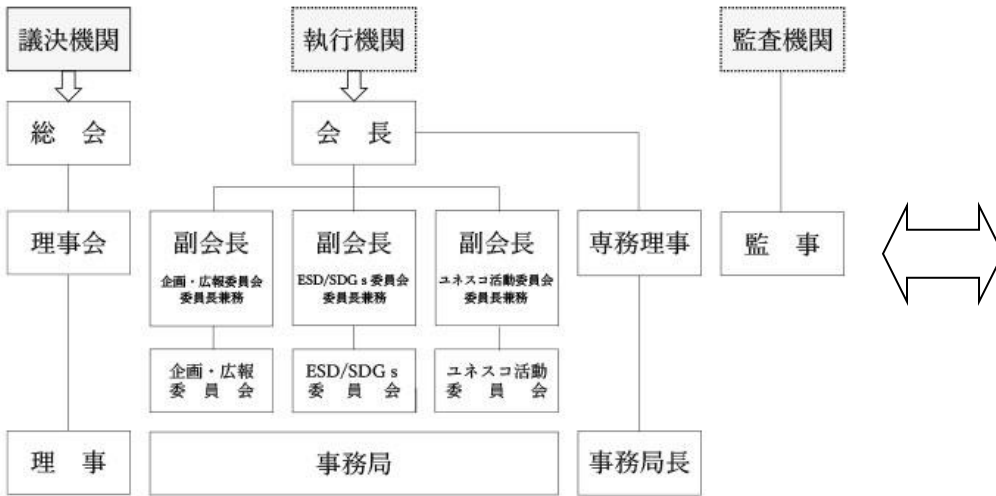 議決機関
執行機関
監査機関
総 会
会 長
理事会
副会長
企画・広報委員会
委員長兼務
副会長
ESD/SDGs委員会
委員長兼務
副会長
ユネスコ活動委員会
委員長兼務
専務理事
監 事
企画・広報
委 員 会
ESD/SDGs
委 員 会
ユネスコ活動
委 員 会
理 事
事務局
事務局長